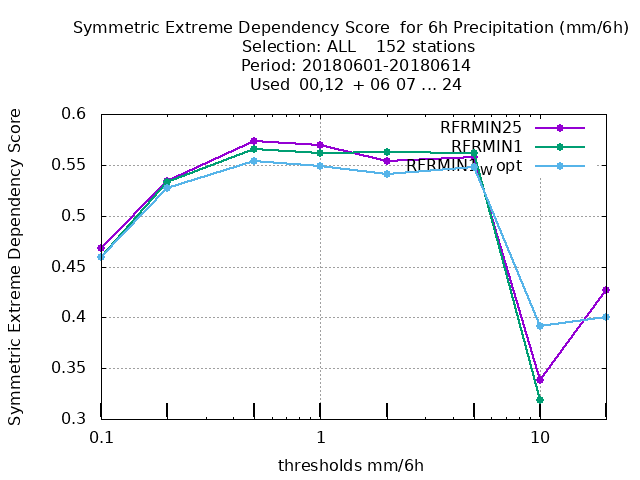 Symmetric Extreme Dependency Score for 6h Precipitation (mm/6h)
Selection: ALL 152 stations
Period: 20180601-20180614
Used 00,12 + 06 07 ... 24
Symmetric Extreme Dependency Score
0.6
0.55
0.5
0.45
0.4
0.35
0.3
RFRMIN25
RFRMIN1
RFRMIN1w opt
0.1
1
10
thresholds mm/6h